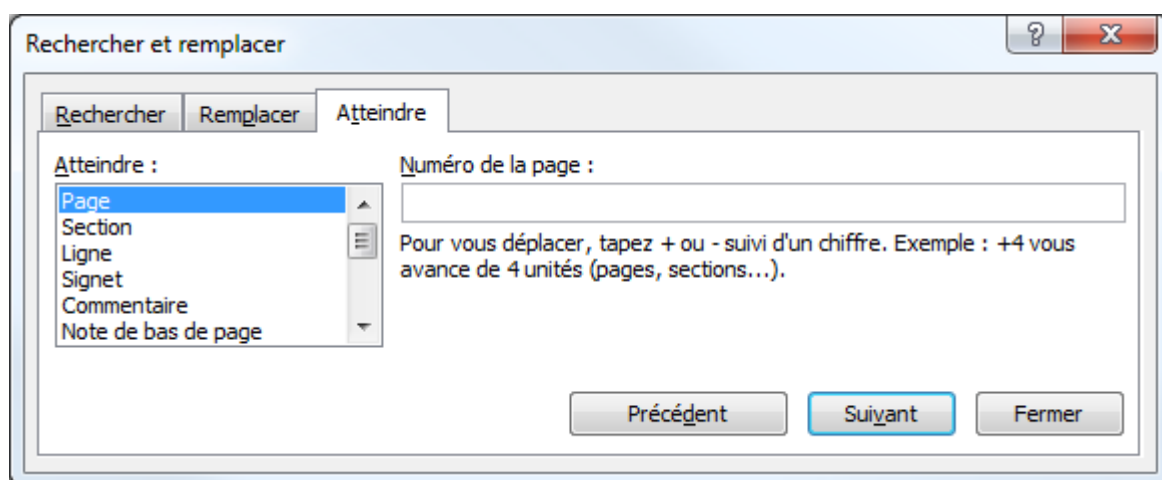 Rechercher et remplacer
Rechercher
Remplacer
Atteindre
Atteindre :
Page
Section
Ligne
Signet
Commentaire
Note de bas de page
Numéro de la page :
Pour vous déplacer, tapez + ou - suivi d'un chiffre. Exemple : +4 vous
avance de 4 unités (pages, sections...).
Précédent
Suivant
Fermer